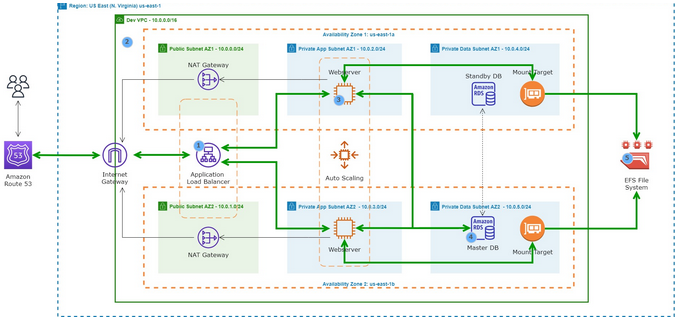 Region: US East (N. Virginia) us-east-1
Dev VPC - 10.0.0.0/16
Availability Zone 1: us-east-1a
2
Public Subnet AZ1 - 10.0.0.0/24
Private App Subnet AZ1 - 10.0.2.0/24
Private Data Subnet AZ1 - 10.0.4.0/24
NAT Gateway
Webserver
3
Standby DB
Amazon
RDS
Mount Target
53
Amazon
Route 53
Internet
Gateway
1
Application
Load Balancer
Auto Scaling
5
EFS File
System
Public Subnet AZ2 - 10.0.1.0/24
Private App Subnet AZ2 - 10.0.3.0/24
Private Data Subnet AZ2 - 10.0.5.0/24
NAT Gateway
Webserver
Amazon
RDS
4
Master DB
Mount Target
Availability Zone 2: us-east-1b